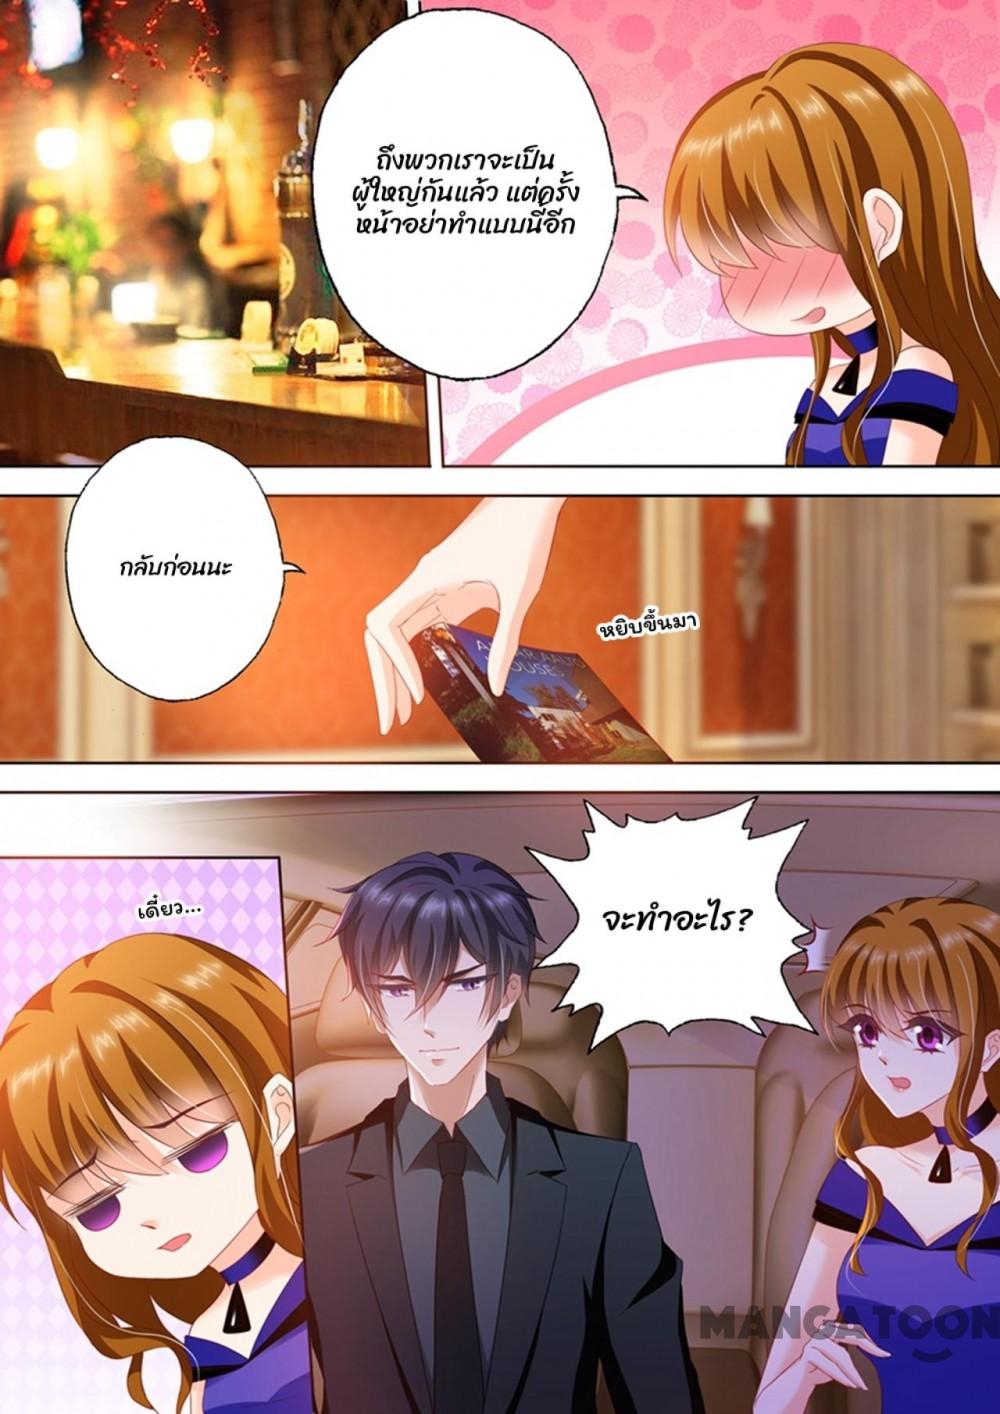 ถึงพวกเราจะเป็น
ผู้ใหญ่กันแล้ว แต่ครั้ง
หน้าอย่าทำแบบนี้อีก
กลับก่อนนะ
หยิบขึ้นมา
HOUSES
เดี๋ยว...
จะทำอะไร?
MANGATOON